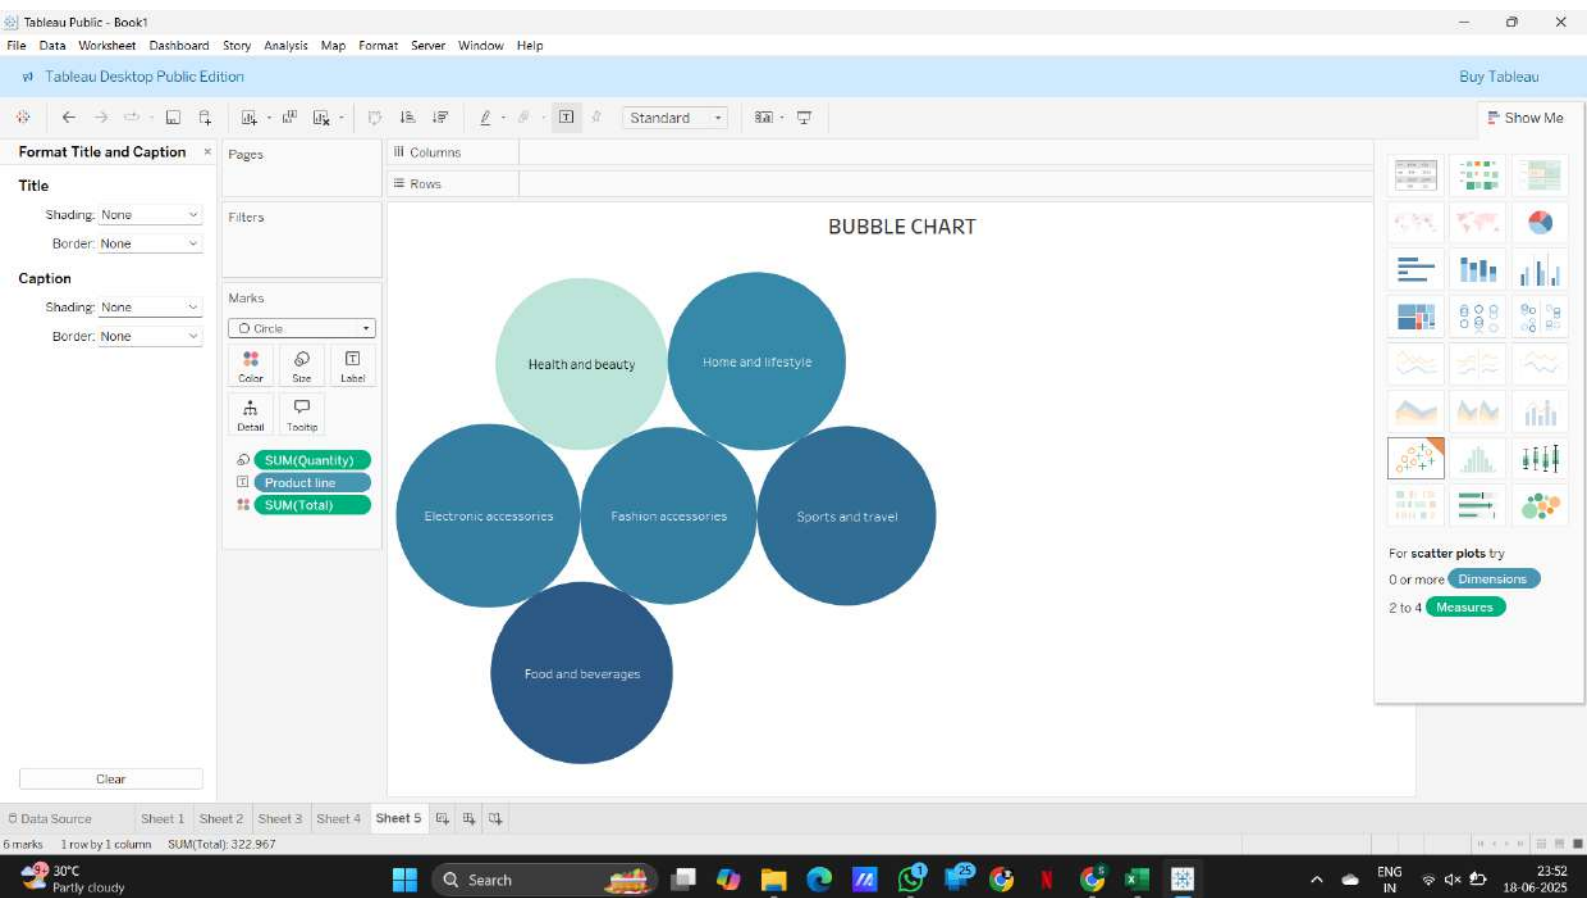 Tableau Public - Book1
File Data Worksheet Dashboard Story Analysis Map Format Server Window Help
Tableau Desktop Public Edition
Buy Tableau
Standard
Show Me
Format Title and Caption ×
Title
Shading: None
Border: None
Caption
Shading: None
Border: None
Clear
Pages
Filters
Marks
Circle
Color Size Label
Detail Tooltip
SUM(Quantity)
Product line
SUM(Total)
Columns
Rows
BUBBLE CHART
Health and beauty
Home and lifestyle
Electronic accessories
Fashion accessories
Sports and travel
Food and beverages
For scatter plots try
0 or more Dimensions
2 to 4 Measures
Data Source Sheet 1 Sheet 2 Sheet 3 Sheet 4 Sheet 5
6 marks 1 row by 1 column SUM(Total): 322,967
9+
30°C
Partly cloudy
Search
1
25
ENG
IN
23:52
18-06-2025